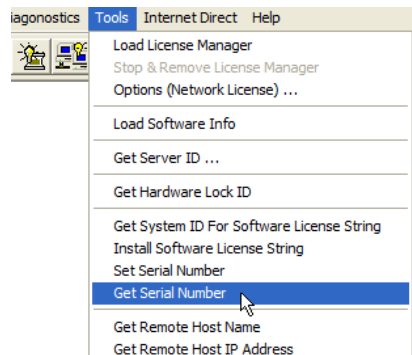 iagonostics Tools Internet Direct Help
Load License Manager
Stop & Remove License Manager
Options (Network License) ...
Load Software Info
Get Server ID ...
Get Hardware Lock ID
Get System ID For Software License String
Install Software License String
Set Serial Number
Get Serial Number
Get Remote Host Name
Get Remote Host IP Address